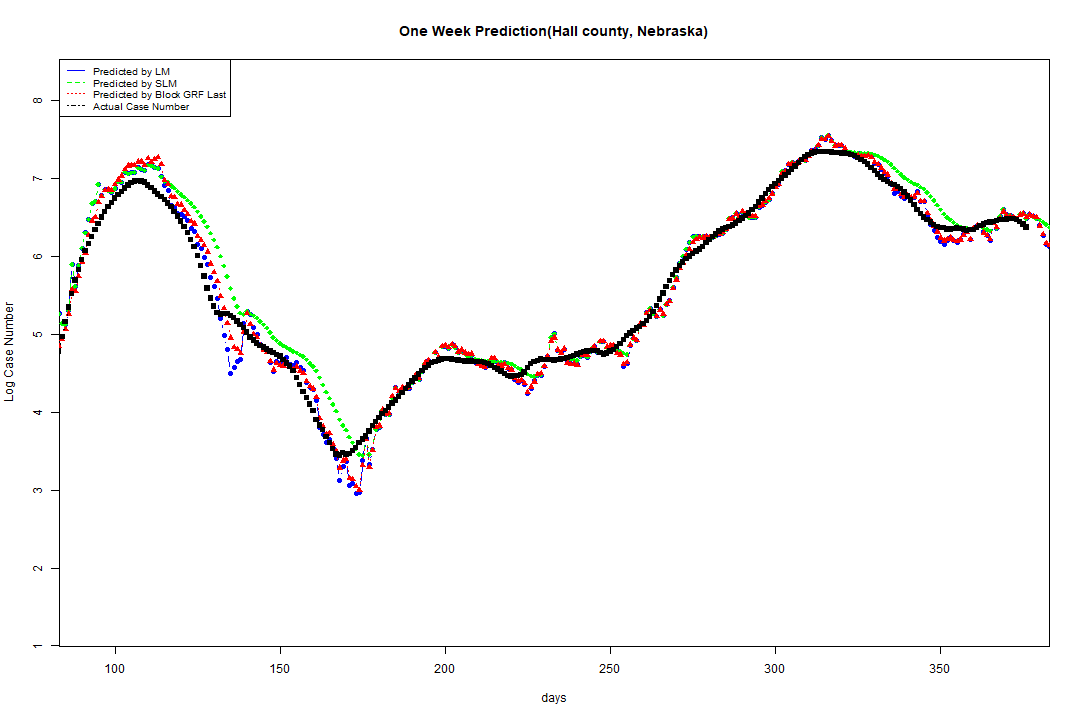 One Week Prediction(Hall county, Nebraska)
Predicted by LM
Predicted by SLM
Predicted by Block GRF Last
Actual Case Number
8
7
6
5
4
3
2
1
Log Case Number
100 150 200 250 300 350
days